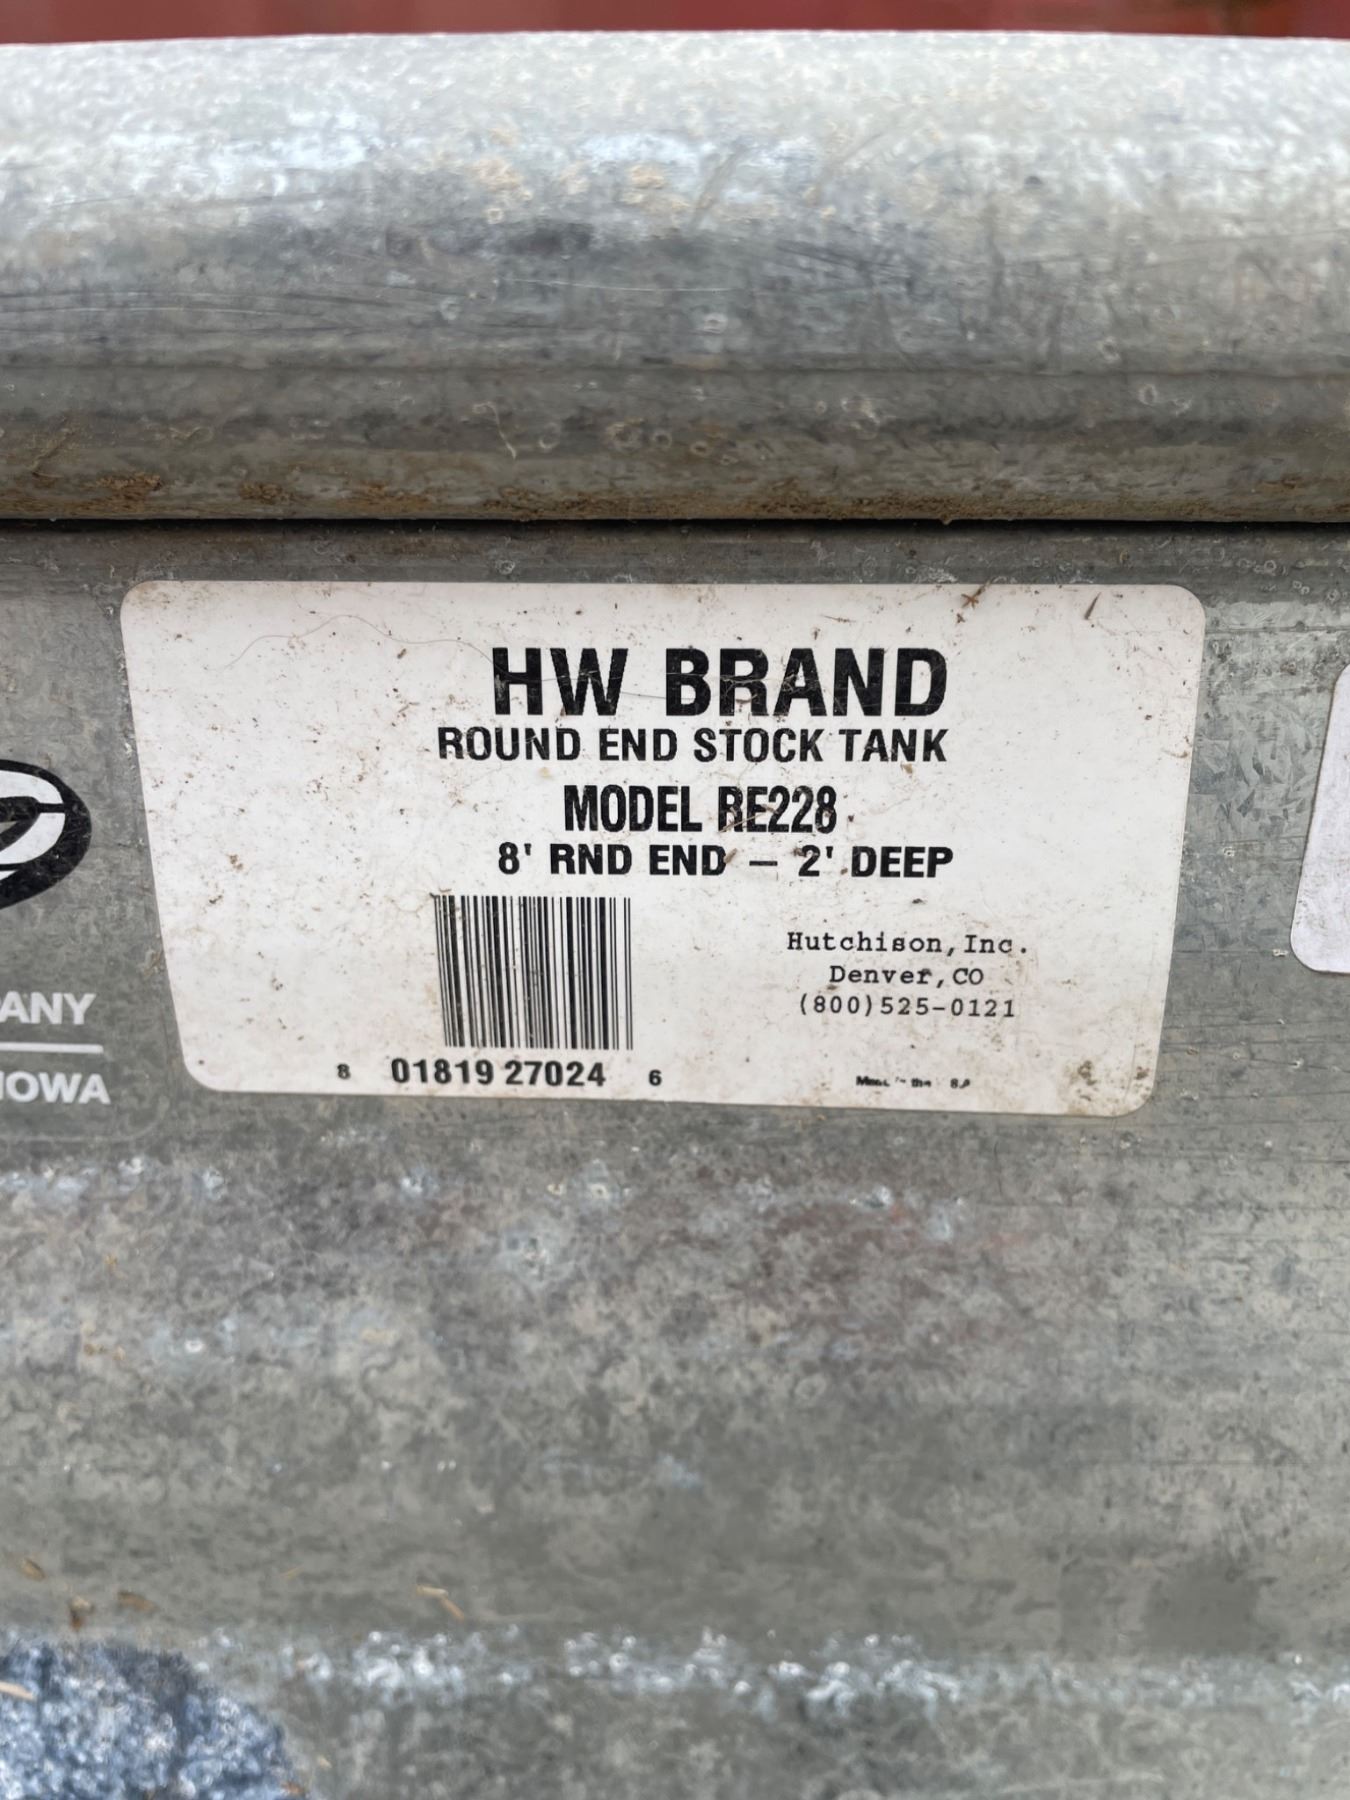 HW BRAND
ROUND END STOCK TANK
MODEL RE228
8' RND END – 2' DEEP
Hutchison,Inc.
Denver,CO
(800)525-0121
8 01819 27024 6
ANY
IOWA